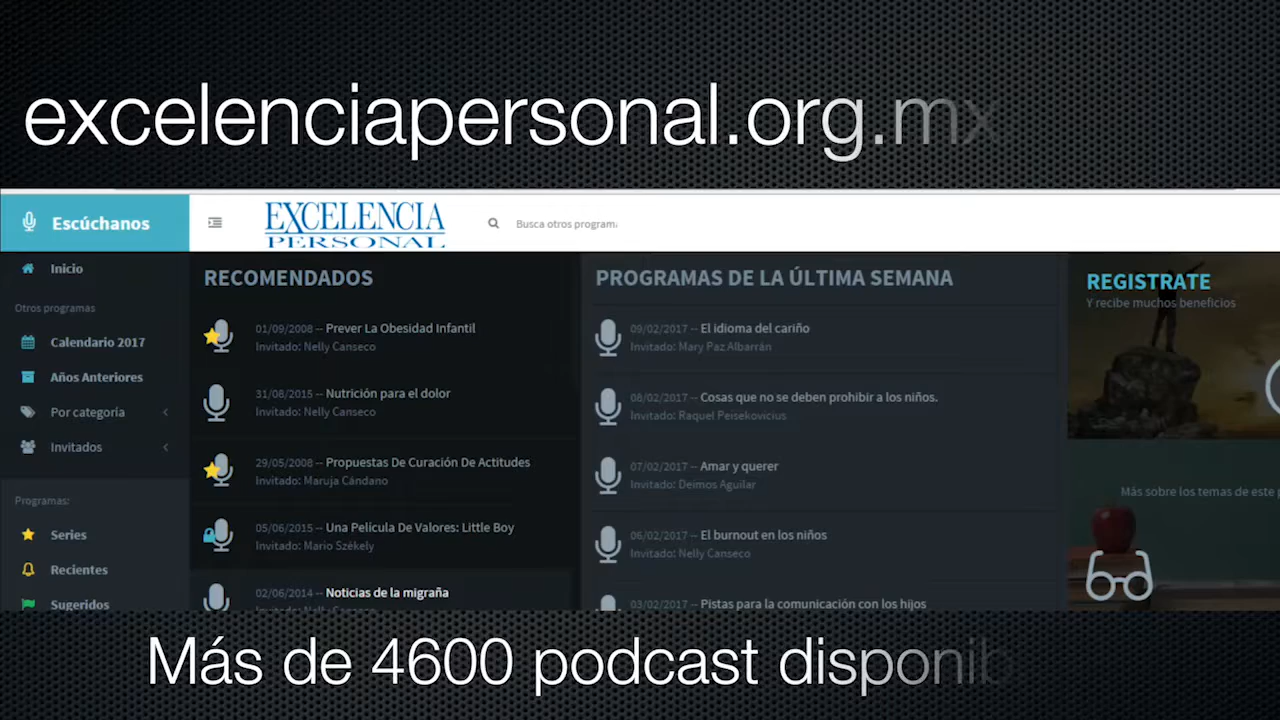 excelenciapersonal.org.mx
Escúchanos
EXCELENCIA
PERSONAL
Busca otros programa
Inicio
Otros programas
Calendario 2017
Años Anteriores
Por categoría
Invitados
Programas:
Series
Recientes
Sugeridos
RECOMENDADOS
01/09/2008 -- Prever La Obesidad Infantil
Invitado: Nelly Canseco
31/08/2015 -- Nutrición para el dolor
Invitado: Nelly Canseco
29/05/2008 -- Propuestas De Curación De Actitudes
Invitado: Maruja Cándano
05/06/2015 -- Una Película De Valores: Little Boy
Invitado: Mario Székely
02/06/2014 -- Noticias de la migraña
Invitado: Nelly Canseco
PROGRAMAS DE LA ÚLTIMA SEMANA
09/02/2017 -- El idioma del cariño
Invitado: Mary Paz Albarrán
08/02/2017 -- Cosas que no se deben prohibir a los niños.
Invitado: Raquel Peisekovicius
07/02/2017 -- Amar y querer
Invitado: Deimos Aguilar
06/02/2017 -- El burnout en los niños
Invitado: Nelly Canseco
03/02/2017 -- Pistas para la comunicación con los hijos
REGISTRATE
Y recibe muchos beneficios
Más sobre los temas de este
Más de 4600 podcast disponib